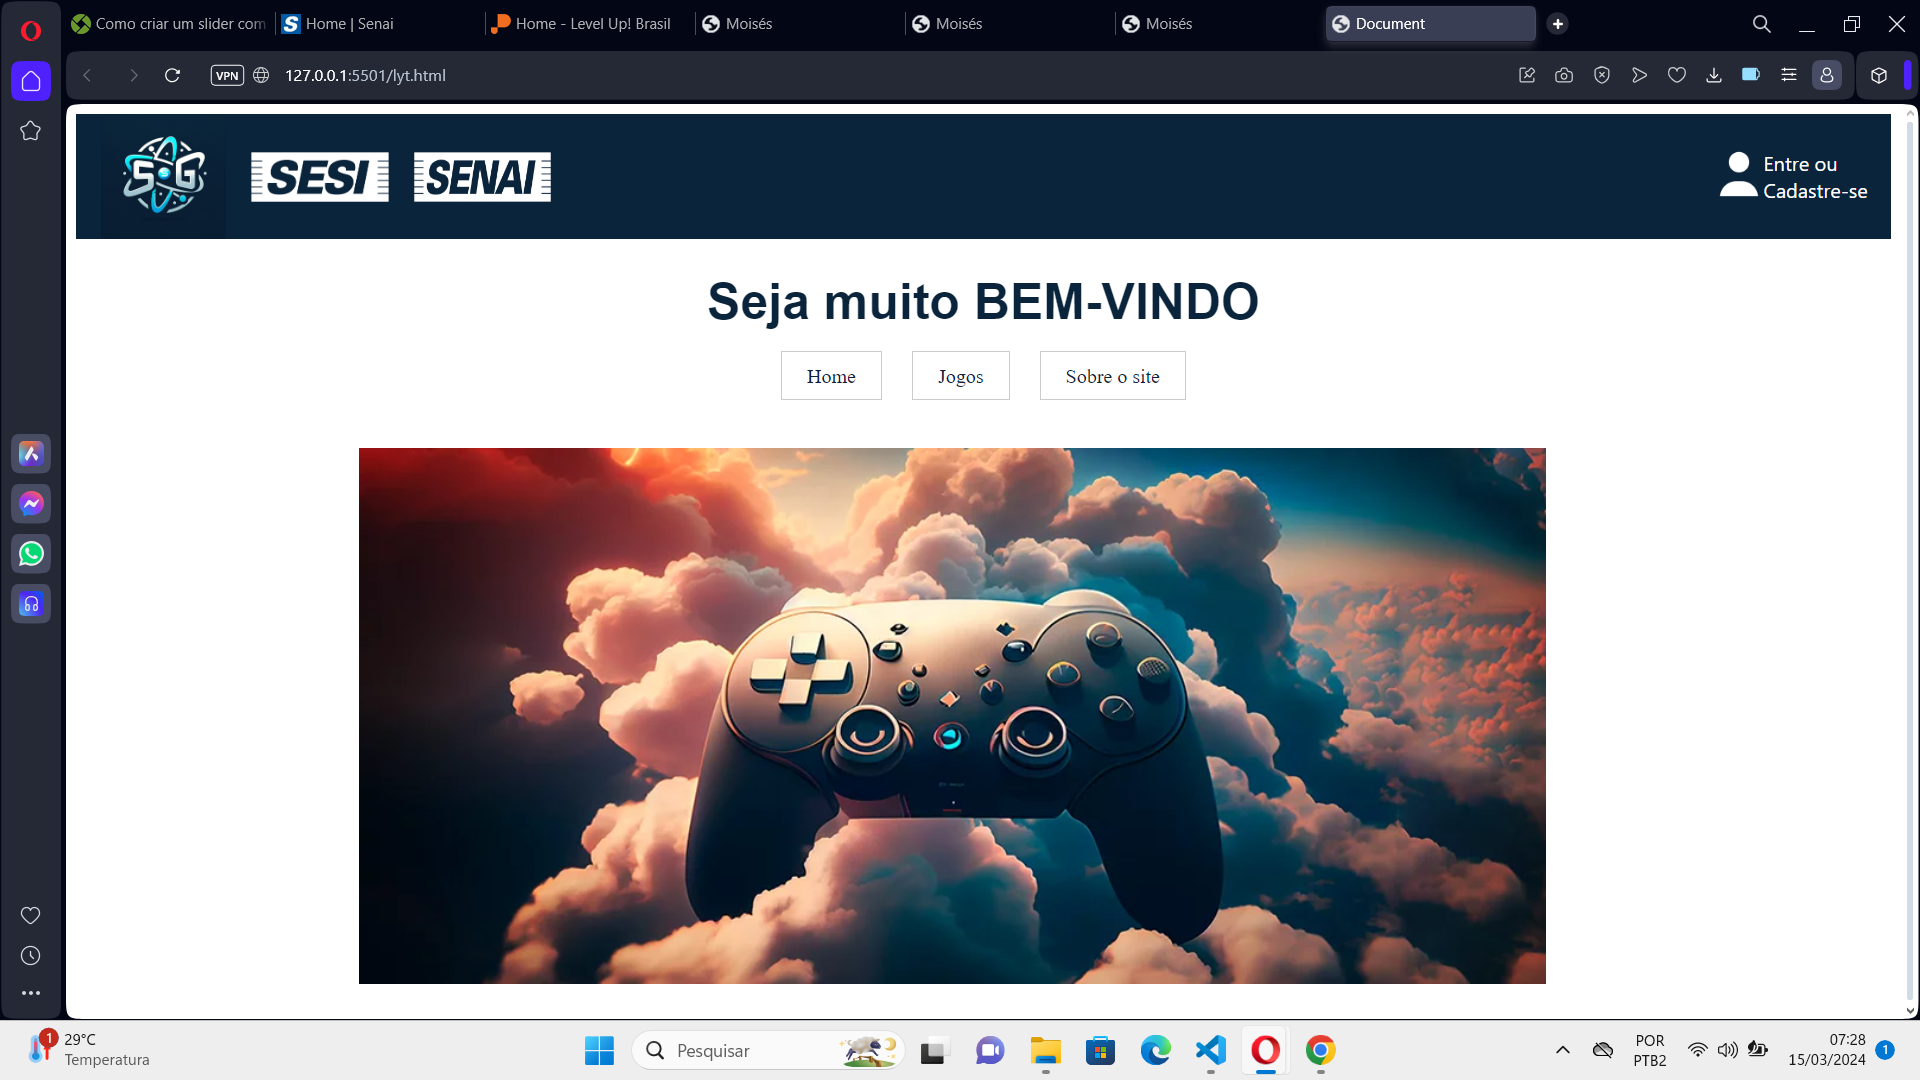 Como criar um slider com
Home | Senai
Home - Level Up! Brasil
Moisés
Moisés
Moisés
Document
VPN
127.0.0.1:5501/lyt.html
SG
SESI
SENAI
Entre ou
Cadastre-se
Seja muito BEM-VINDO
Home
Jogos
Sobre o site
1
29°C
Temperatura
Pesquisar
POR
PTB2
07:28
15/03/2024
1